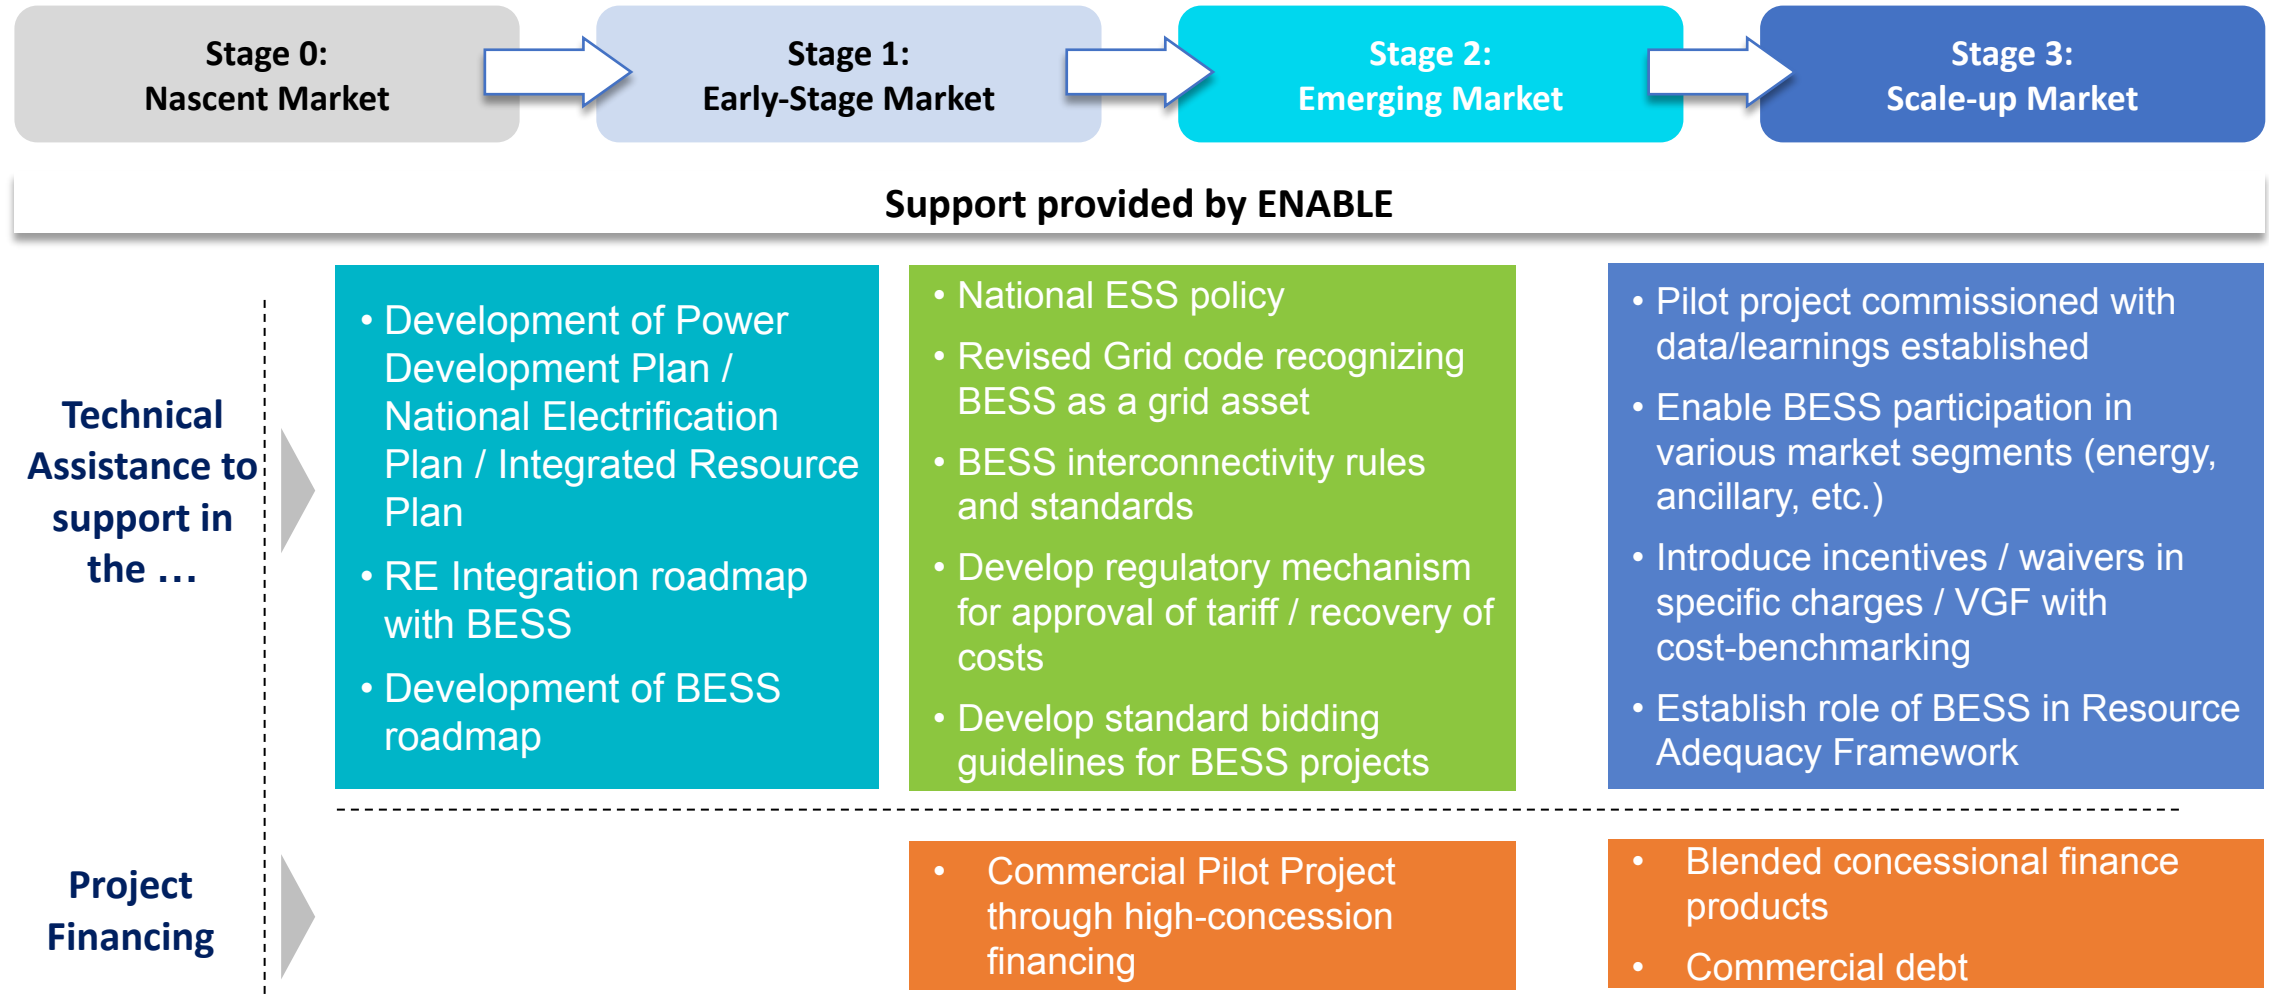 Stage 0:
Nascent Market
Stage 1:
Early-Stage Market
Stage 2:
Emerging Market
Stage 3:
Scale-up Market
Support provided by ENABLE
Technical
Assistance to
support in
the …
• Development of Power
Development Plan /
National Electrification
Plan / Integrated Resource
Plan
• RE Integration roadmap
with BESS
• Development of BESS
roadmap
• National ESS policy
• Revised Grid code recognizing
BESS as a grid asset
• BESS interconnectivity rules
and standards
• Develop regulatory mechanism
for approval of tariff / recovery of
costs
• Develop standard bidding
guidelines for BESS projects
• Pilot project commissioned with
data/learnings established
• Enable BESS participation in
various market segments (energy,
ancillary, etc.)
• Introduce incentives / waivers in
specific charges / VGF with
cost-benchmarking
• Establish role of BESS in Resource
Adequacy Framework
Project
Financing
• Commercial Pilot Project
through high-concession
financing
• Blended concessional finance
products
• Commercial debt